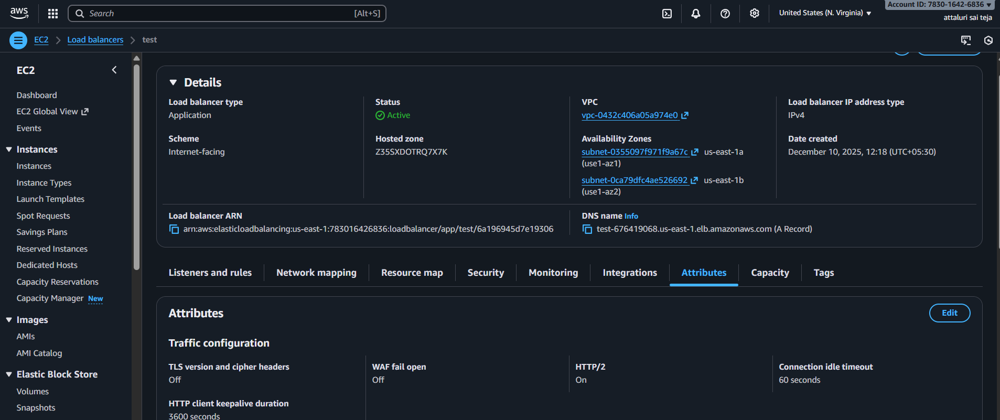 aws
Search
[Alt+S]
United States (N. Virginia)
Account ID: 7830-1642-6836
attaluri sai teja
EC2
Load balancers
test
EC2
Dashboard
EC2 Global View
Events
Instances
Instances
Instance Types
Launch Templates
Spot Requests
Savings Plans
Reserved Instances
Dedicated Hosts
Capacity Reservations
Capacity Manager New
Images
AMIs
AMI Catalog
Elastic Block Store
Volumes
Snapshots
Details
Load balancer type
Application
Status
Active
VPC
vpc-0432c406a05a974e0
Load balancer IP address type
IPv4
Scheme
Internet-facing
Hosted zone
Z35SXDOTRQ7X7K
Availability Zones
subnet-0355097f971f9a67c us-east-1a
(use1-az1)
subnet-0ca79dfc4ae526692 us-east-1b
(use1-az2)
Date created
December 10, 2025, 12:18 (UTC+05:30)
Load balancer ARN
arn:aws:elasticloadbalancing:us-east-1:783016426836:loadbalancer/app/test/6a196945d7e19306
DNS name Info
test-676419068.us-east-1.elb.amazonaws.com (A Record)
Listeners and rules
Network mapping
Resource map
Security
Monitoring
Integrations
Attributes
Capacity
Tags
Attributes
Edit
Traffic configuration
TLS version and cipher headers
Off
WAF fail open
Off
HTTP/2
On
Connection idle timeout
60 seconds
HTTP client keepalive duration
3600 seconds